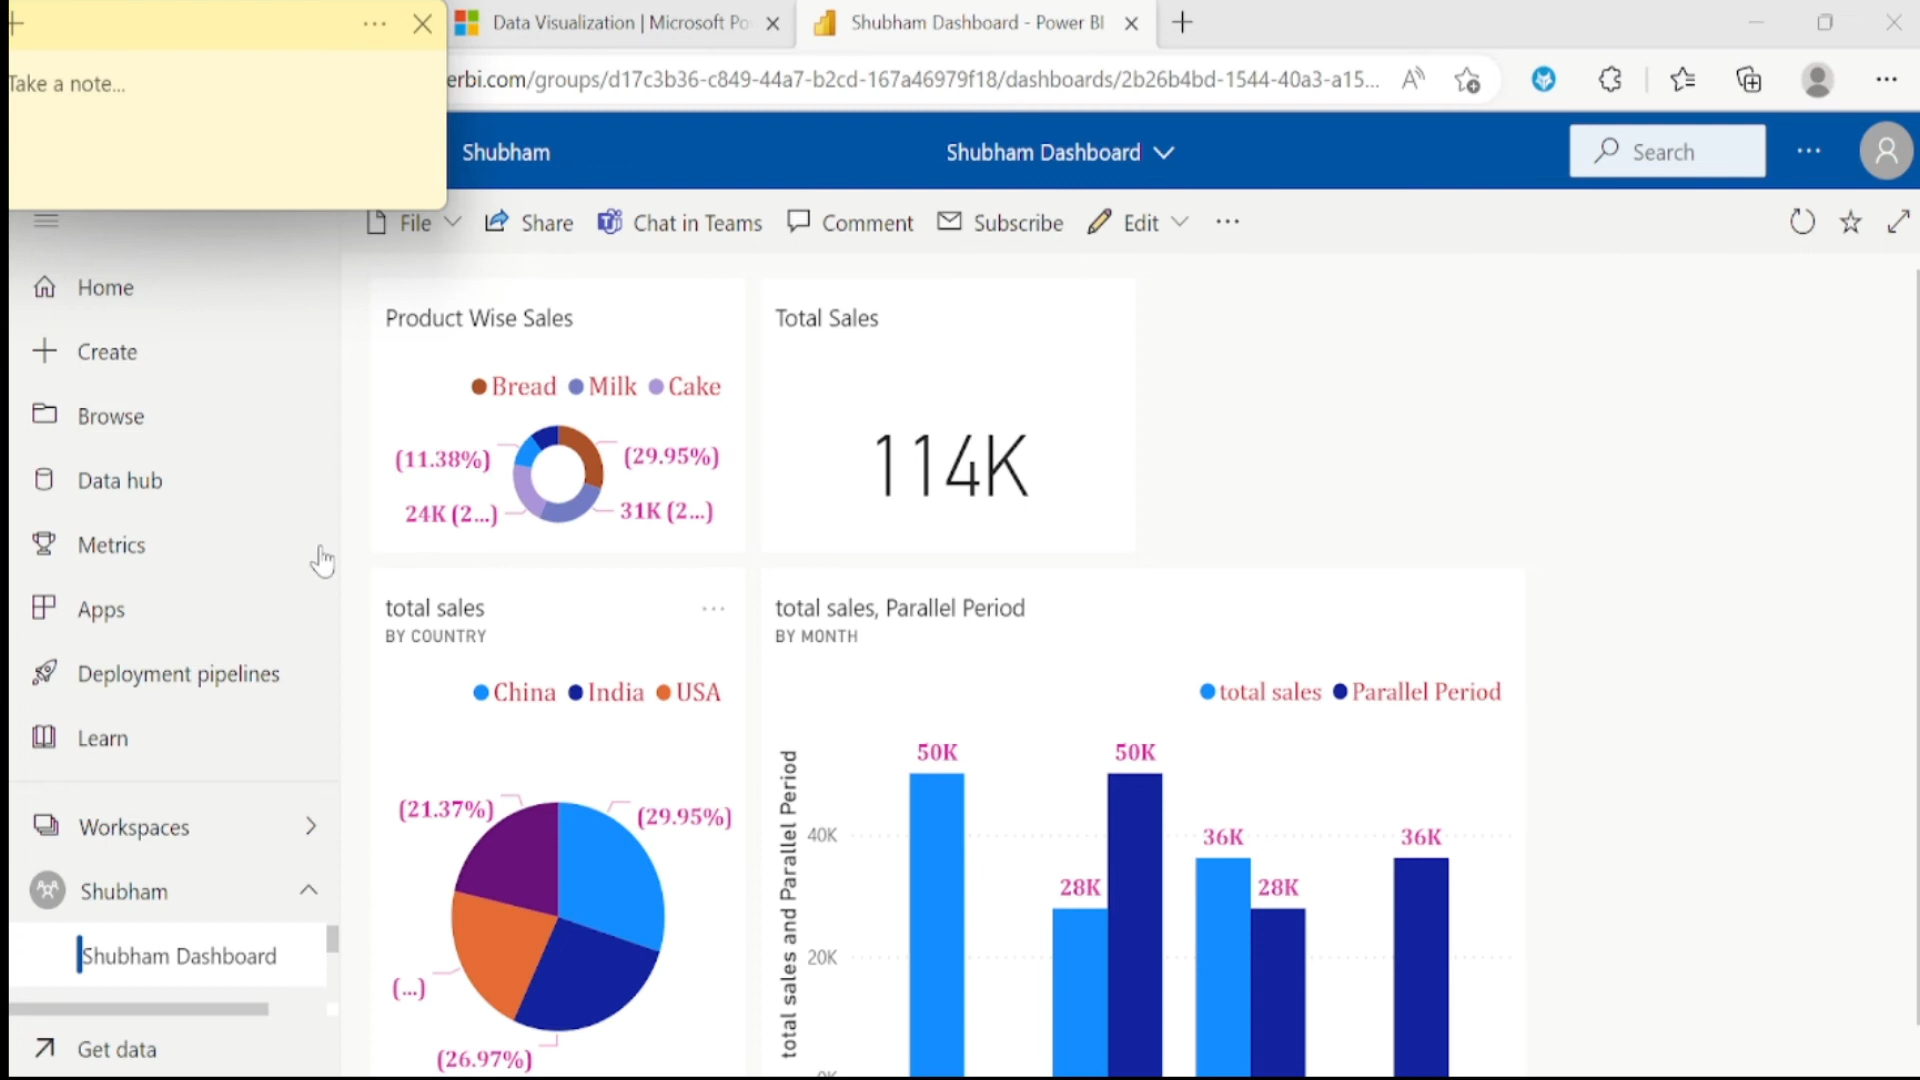 Take a note...
Data Visualization | Microsoft Po
Shubham Dashboard - Power BI
erbi.com/groups/d17c3b36-c849-44a7-b2cd-167a46979f18/dashboards/2b26b4bd-1544-40a3-a15...
Shubham
Shubham Dashboard
Search
File
Share
Chat in Teams
Comment
Subscribe
Edit
Home
Create
Browse
Data hub
Metrics
Apps
Deployment pipelines
Learn
Workspaces
Shubham
Shubham Dashboard
Get data
Product Wise Sales
Bread Milk Cake
(11.38%)
(29.95%)
24K (2...)
31K (2...)
Total Sales
114K
total sales
BY COUNTRY
China India USA
(21.37%)
(29.95%)
(...)
(26.97%)
total sales, Parallel Period
BY MONTH
total sales Parallel Period
total sales and Parallel Period
40K
20K
50K
28K
50K
36K
28K
36K